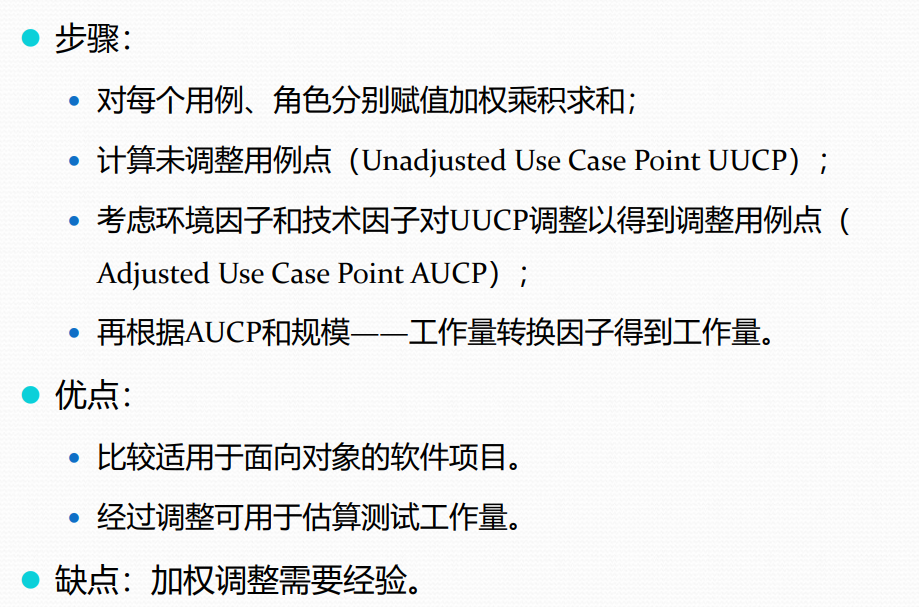 步骤：
对每个用例、角色分别赋值加权乘积求和；
计算未调整用例点（Unadjusted Use Case Point UUCP）；
考虑环境因子和技术因子对UUCP调整以得到调整用例点（
Adjusted Use Case Point AUCP）；
再根据AUCP和规模——工作量转换因子得到工作量。
优点：
比较适用于面向对象的软件项目。
经过调整可用于估算测试工作量。
缺点：加权调整需要经验。